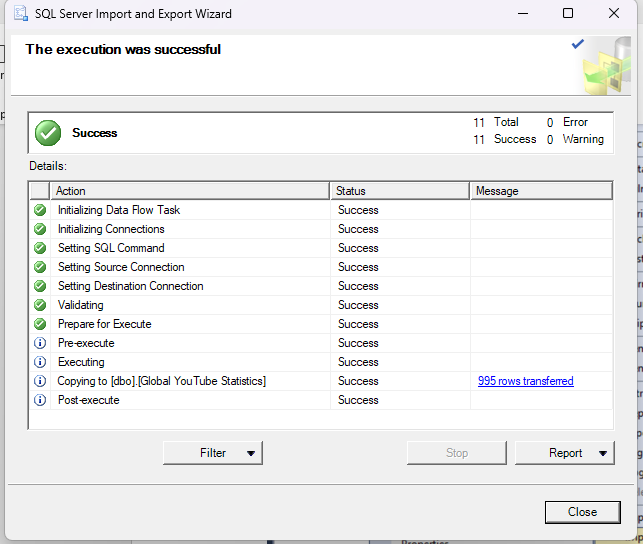 SQL Server Import and Export Wizard
The execution was successful
Success
11 Total 0 Error
11 Success 0 Warning
Details:
Action Status Message
Initializing Data Flow Task Success
Initializing Connections Success
Setting SQL Command Success
Setting Source Connection Success
Setting Destination Connection Success
Validating Success
Prepare for Execute Success
Pre-execute Success
Executing Success
Copying to [dbo].[Global YouTube Statistics] Success 995 rows transferred
Post-execute Success
Filter Stop Report
Close